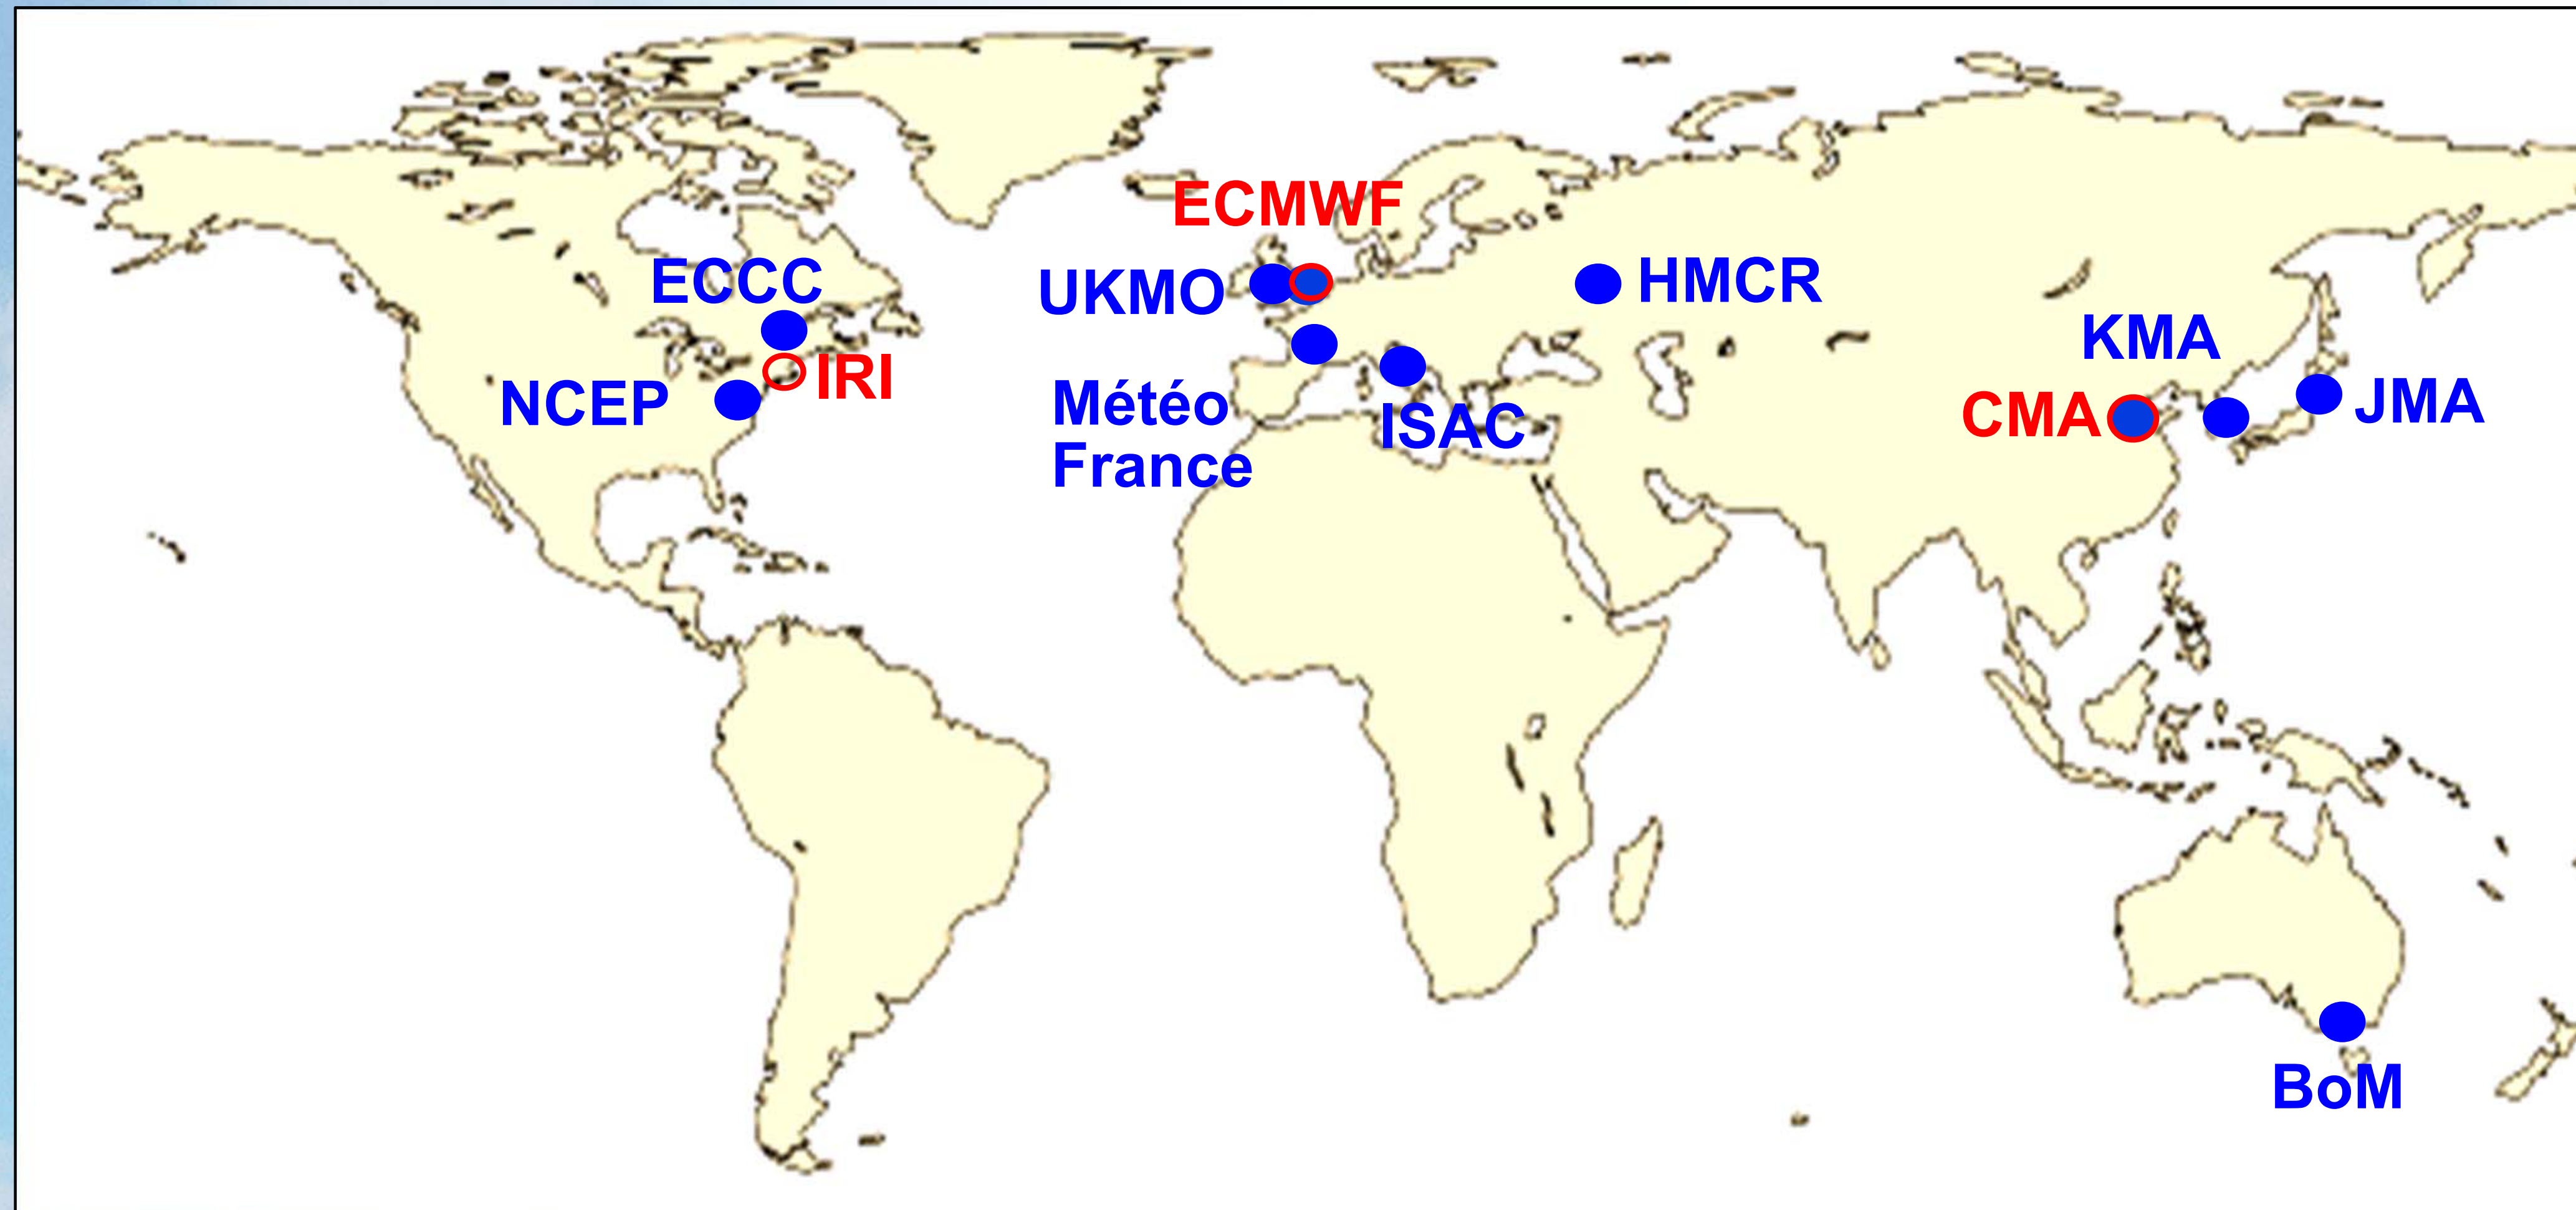 ECMWF
ECCC
UKMO
HMCR
KMA
IRI
NCEP
Météo
France
ISAC
CMA
JMA
BoM